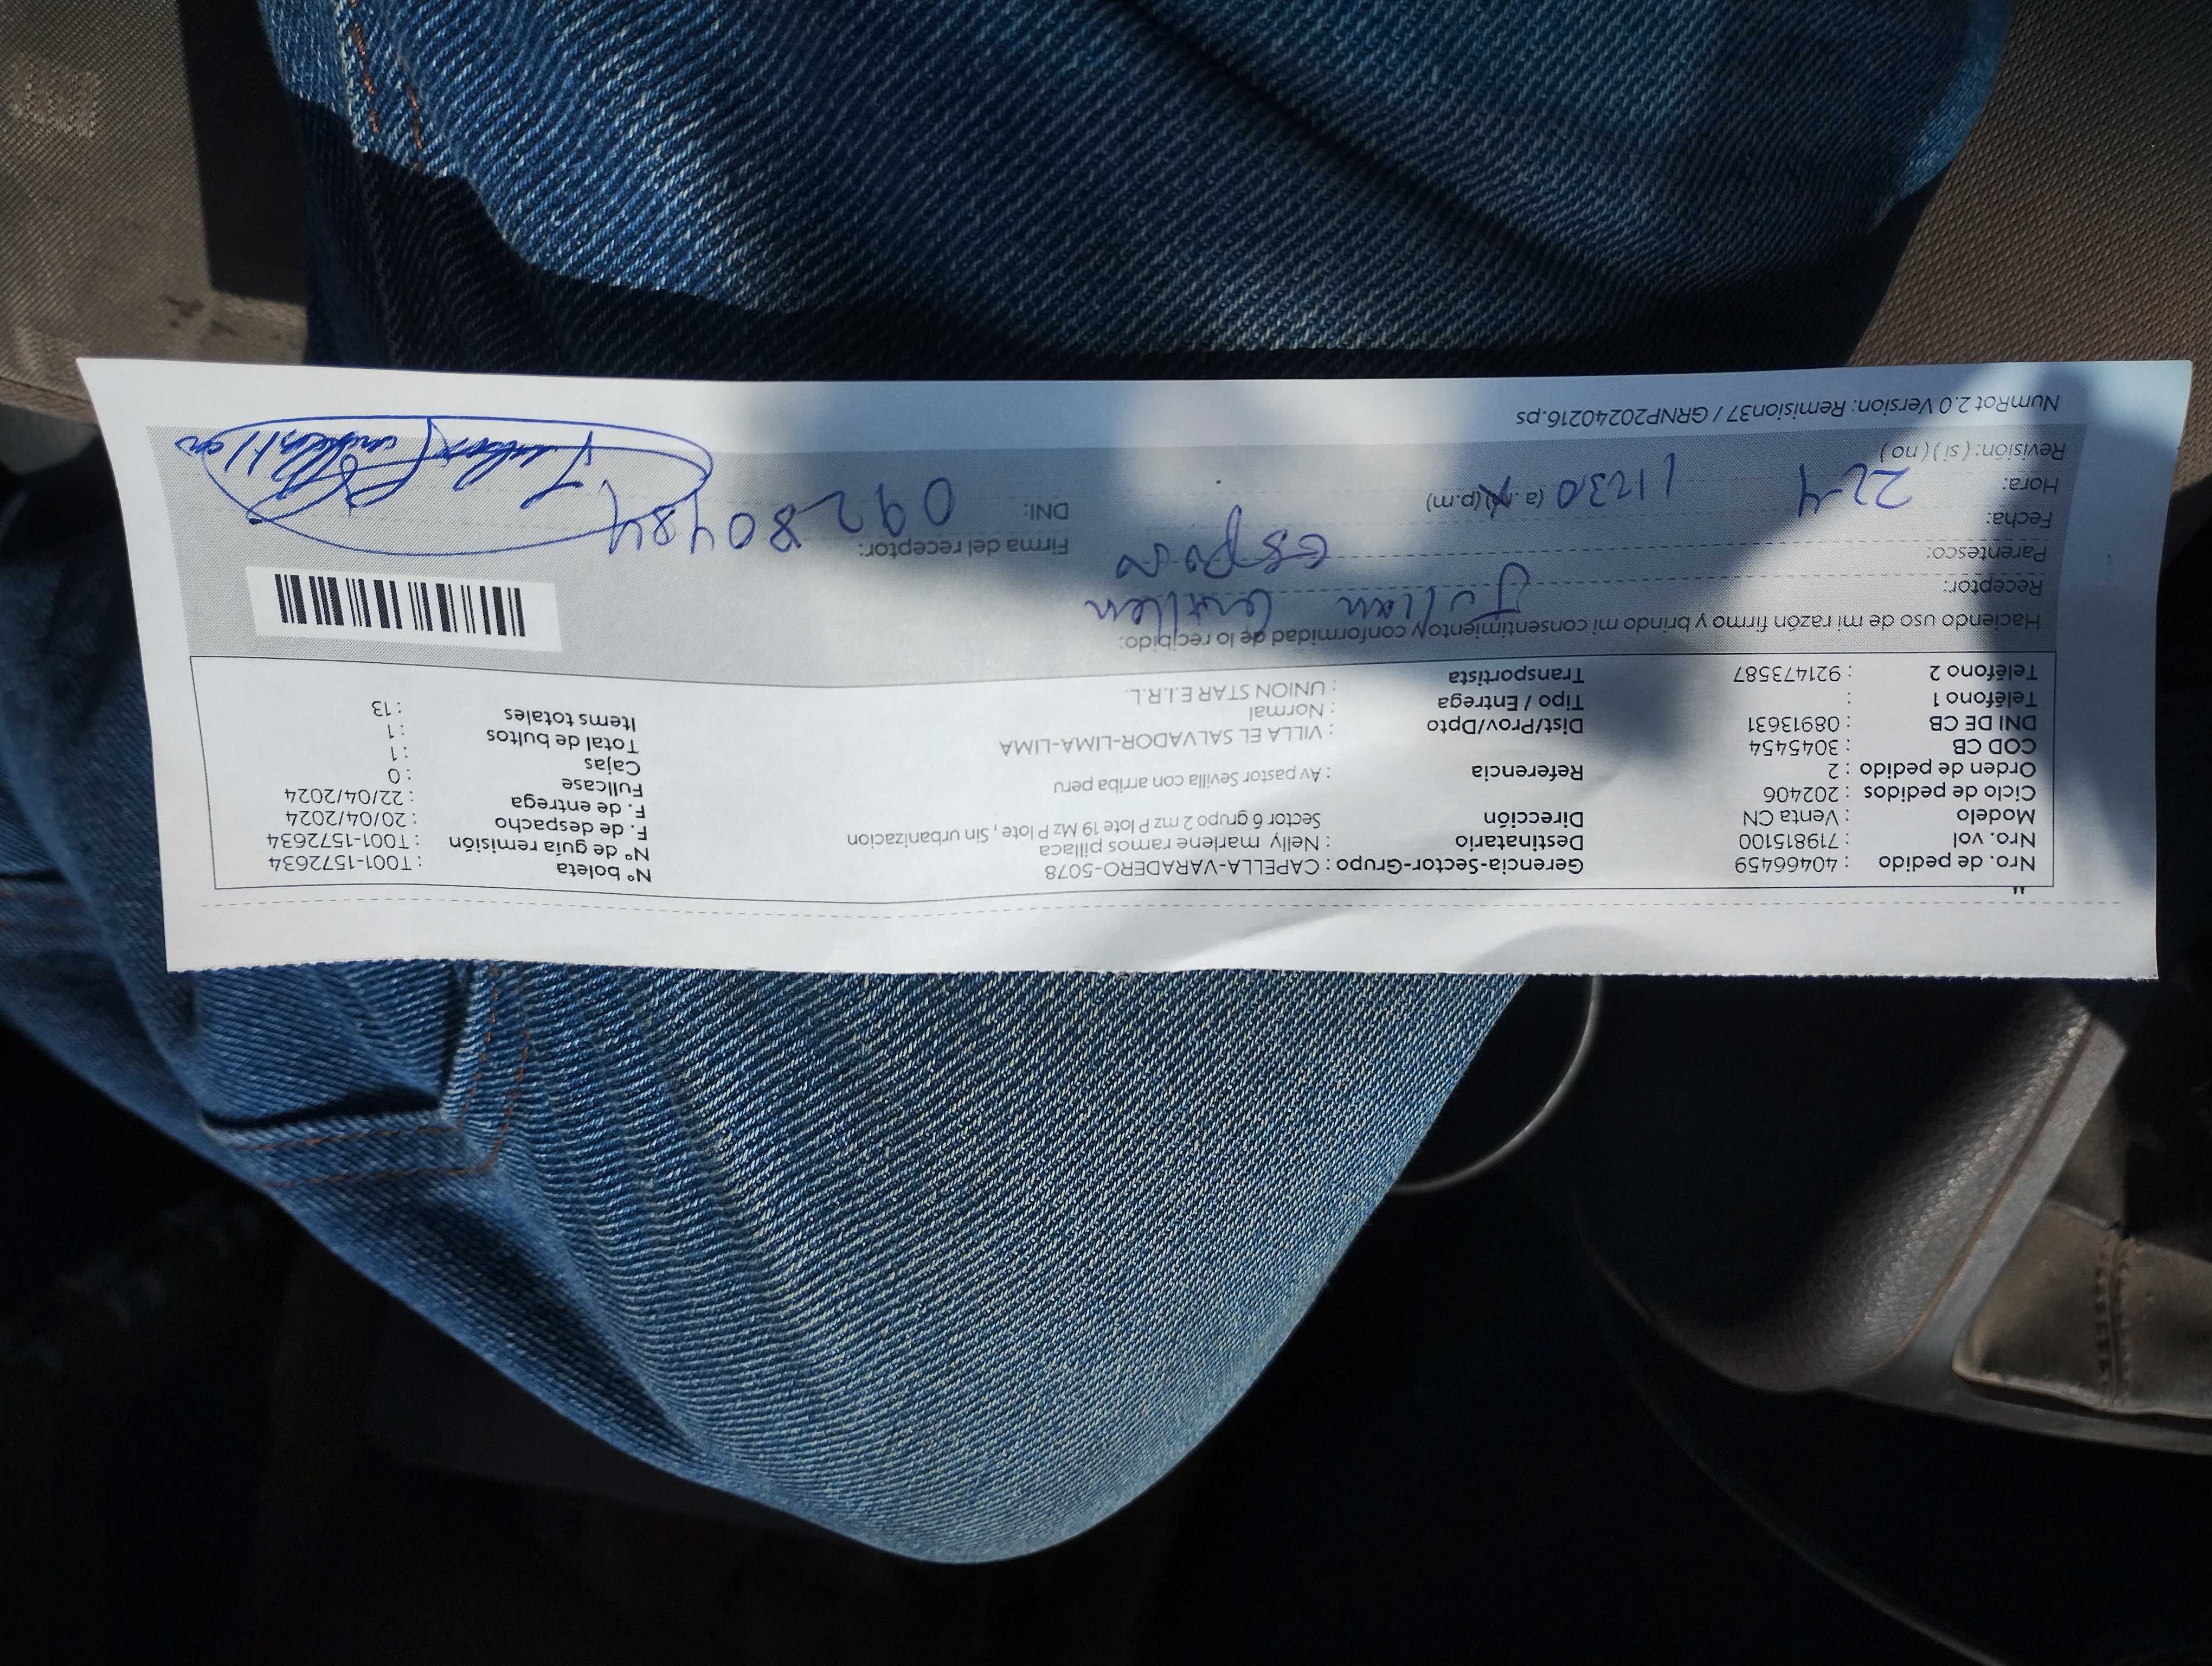 Nro. de pedido : 40466459 Gerencia-Sector-Grupo : CAPELLA-VARADERO-5078 N° boleta : T001-1572634
Nro. vol : 719815100 Destinatario : Nelly marlene ramos pillaca N° de guía remisión : T001-1572634
Modelo : Venta CN Dirección Sector 6 grupo 2 mz P lote 19 Mz P lote , Sin urbanizacion F. de despacho : 20/04/2024
Ciclo de pedidos : 202406 F. de entrega : 22/04/2024
Orden de pedido : 2 Referencia : Av pastor Sevilla con arriba peru Fullcase : 0
COD CB : 3045454 Cajas : 1
DNI DE CB : 08913631 Dist/Prov/Dpto : VILLA EL SALVADOR-LIMA-LIMA Total de bultos : 1
Teléfono 1 : Tipo / Entrega : Normal Items totales : 13
Teléfono 2 : 921473587 Transportista : UNION STAR E.I.R.L.
Haciendo uso de mi razón firmo y brindo mi consentimiento y conformidad de lo recibido:
Receptor: Julian
Parentesco: esposo Firma del receptor:
Fecha: 22-4 DNI: 09280484
Hora: 1130 (a.m) (p.m)
Revisión: ( si ) ( no )
NumRot 2.0 Version: Remision37 / GRNP20240216.ps